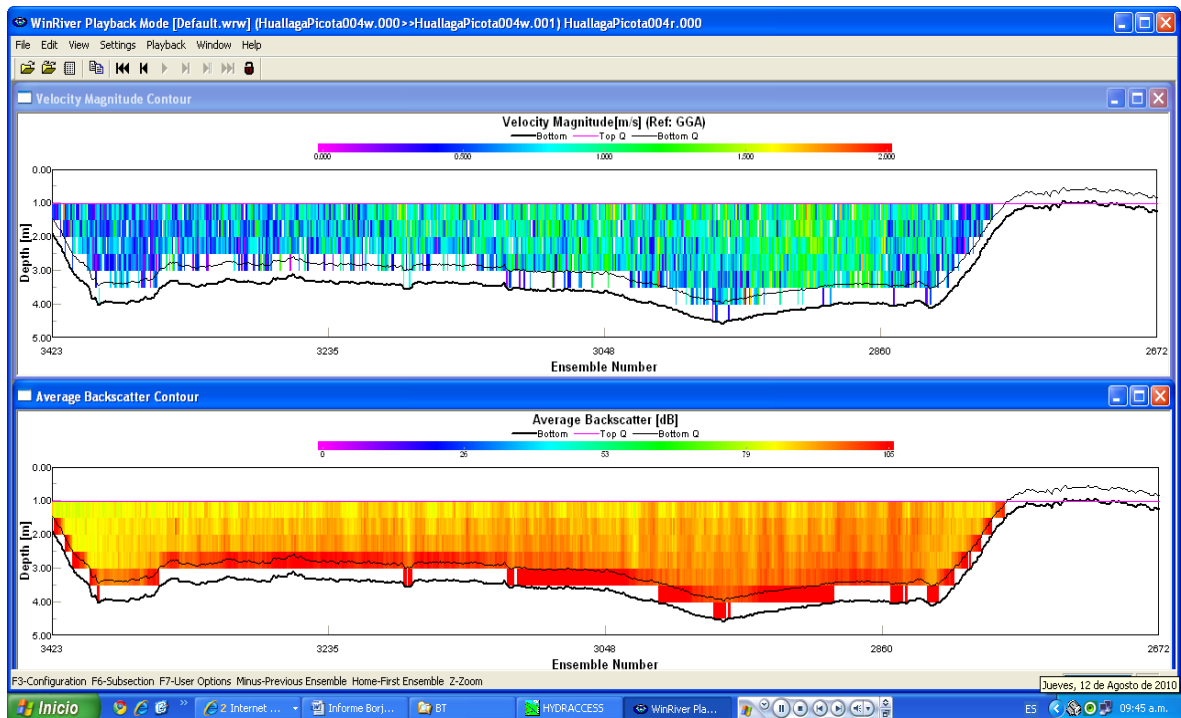 WinRiver Playback Mode [Default.wrw] (HuallagaPicota004w.000>>HuallagaPicota004w.001) HuallagaPicota004r.000
File Edit View Settings Playback Window Help
Velocity Magnitude Contour
Velocity Magnitude[m/s] (Ref: GGA)
Bottom Top Q Bottom Q
0.000 0.500 1.000 1.500 2.000
0.00
1.00
2.00
3.00
4.00
5.00
Depth [m]
3423 3235 3048 2860 2672
Ensemble Number
Average Backscatter Contour
Average Backscatter [dB]
Bottom Top Q Bottom Q
0 26 53 79 105
0.00
1.00
2.00
3.00
4.00
5.00
Depth [m]
3423 3235 3048 2860 2672
Ensemble Number
F3-Configuration F6-Subsection F7-User Options Minus-Previous Ensemble Home-First Ensemble Z-Zoom
Jueves, 12 de Agosto de 2010
Inicio 2 Internet ... Informe Borj... BT HYDRACCESS WinRiver Pla... ES 09:45 a.m.